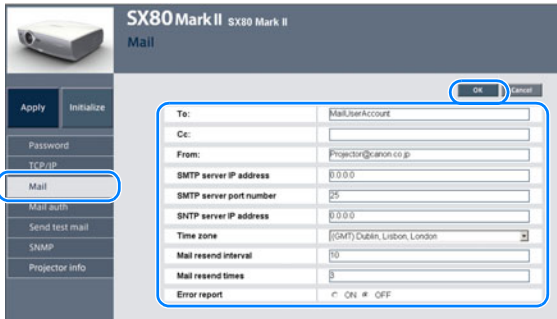 SX80 Mark II SX80 Mark II
Mail
OK Cancel
Apply Initialize
Password
TCP/IP
Mail
Mail auth
Send test mail
SNMP
Projector info
To: MailUserAccount
Cc:
From: Projector@canon.co.jp
SMTP server IP address 0.0.0.0
SMTP server port number 25
SNTP server IP address 0.0.0.0
Time zone (GMT) Dublin, Lisbon, London
Mail resend interval 10
Mail resend times 3
Error report ON OFF